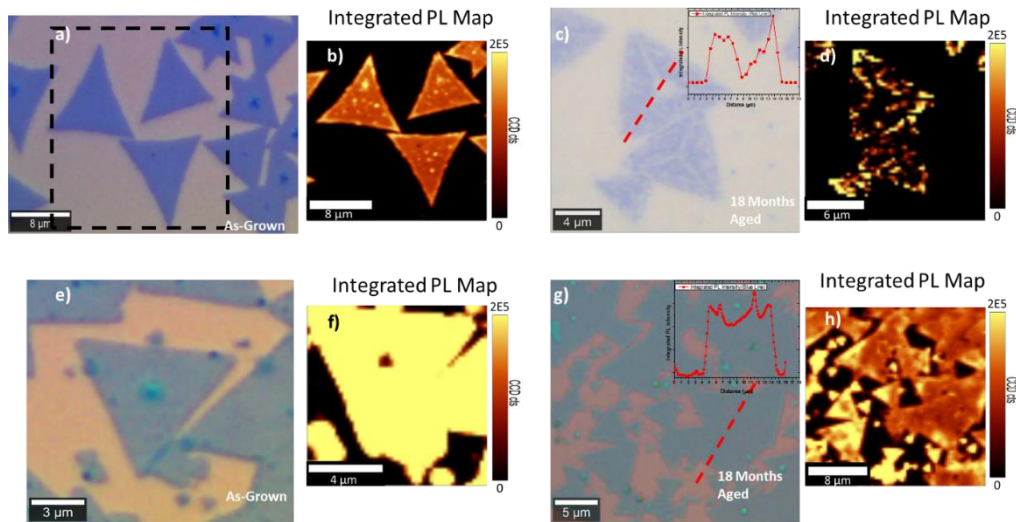 a)
8 µm
As-Grown
Integrated PL Map
b)
8 µm
2E5
CCD cts
0
c)
Integrated PL Intensity
Distance (µm)
18 Months
Aged
4 µm
Integrated PL Map
d)
6 µm
2E5
CCD cts
0
e)
As-Grown
3 µm
Integrated PL Map
f)
4 µm
2E5
CCD cts
0
g)
Integrated PL Intensity
Distance (µm)
18 Months
Aged
5 µm
Integrated PL Map
h)
8 µm
2E5
CCD cts
0